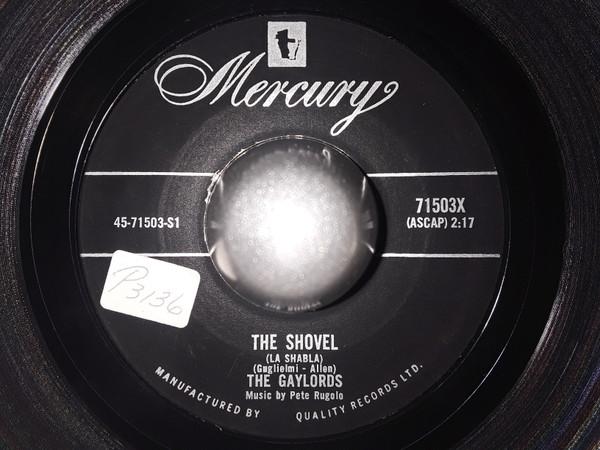 Mercury
71503X
45-71503-S1
(ASCAP) 2:17
P3136
THE SHOVEL
(LA SHABLA)
(Guglielmi - Allen)
THE GAYLORDS
Music by Pete Rugolo
MANUFACTURED BY QUALITY RECORDS LTD.